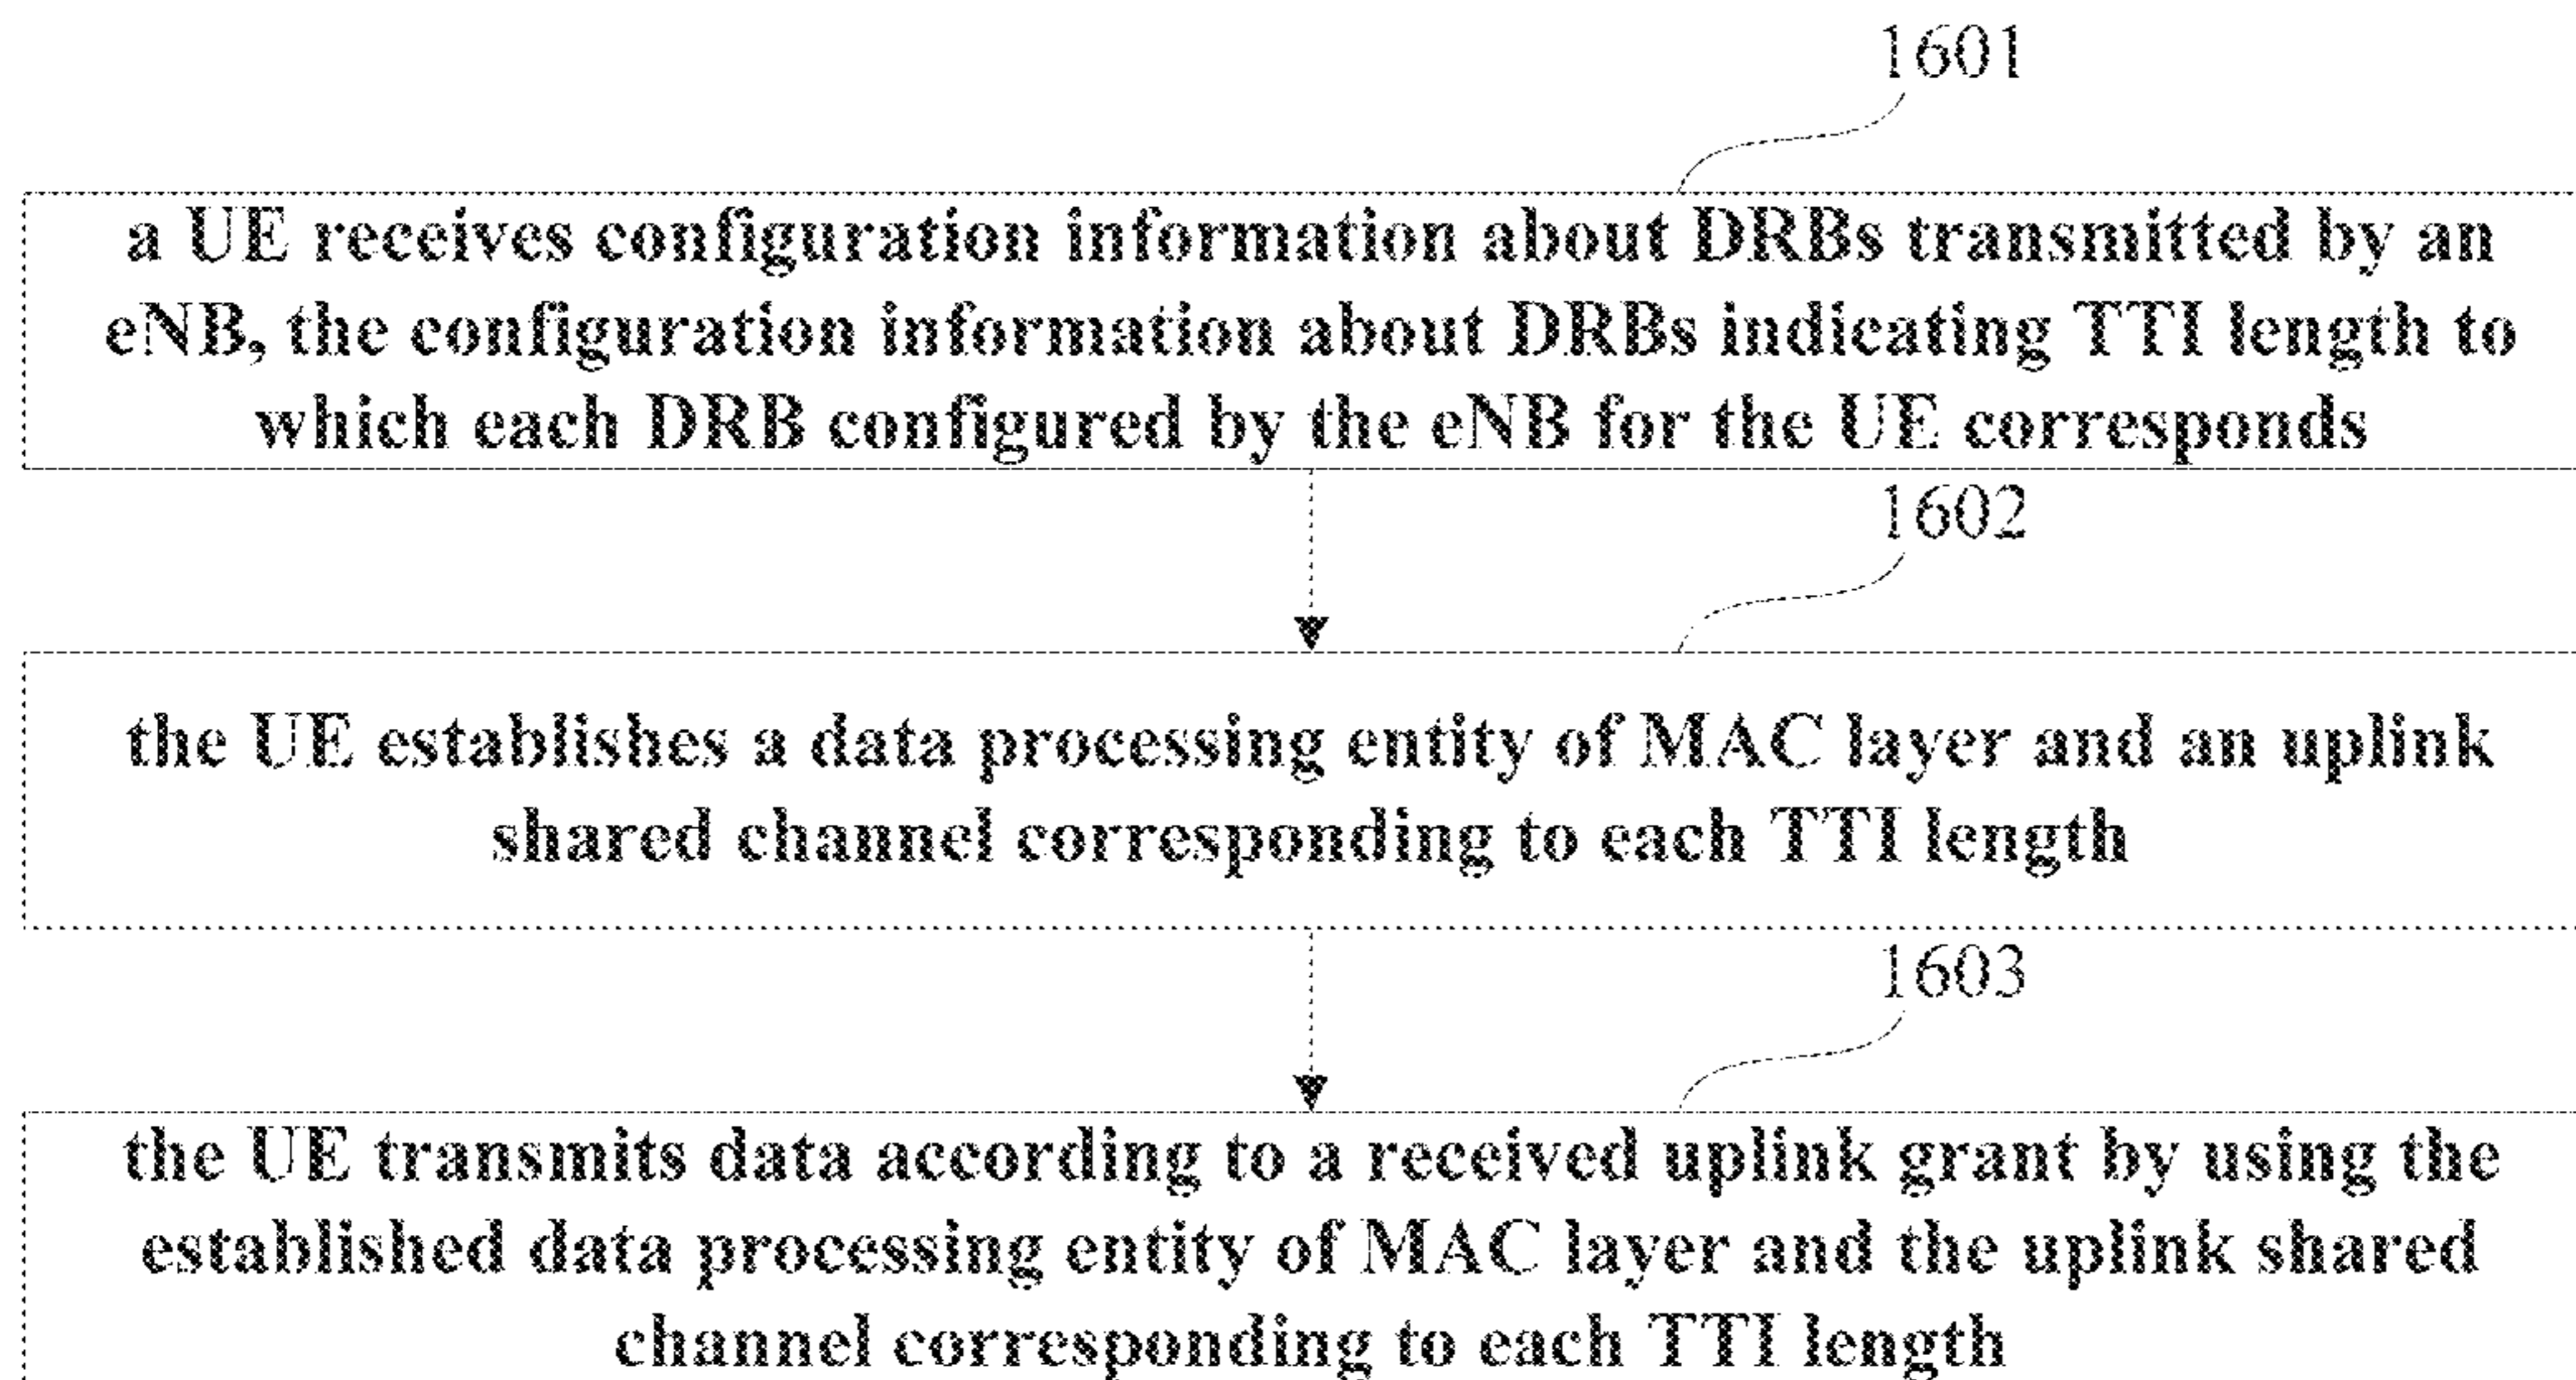 1601
a UE receives configuration information about DRBs transmitted by an
eNB, the configuration information about DRBs indicating TTI length to
which each DRB configured by the eNB for the UE corresponds
1602
the UE establishes a data processing entity of MAC layer and an uplink
shared channel corresponding to each TTI length
1603
the UE transmits data according to a received uplink grant by using the
established data processing entity of MAC layer and the uplink shared
channel corresponding to each TTI length